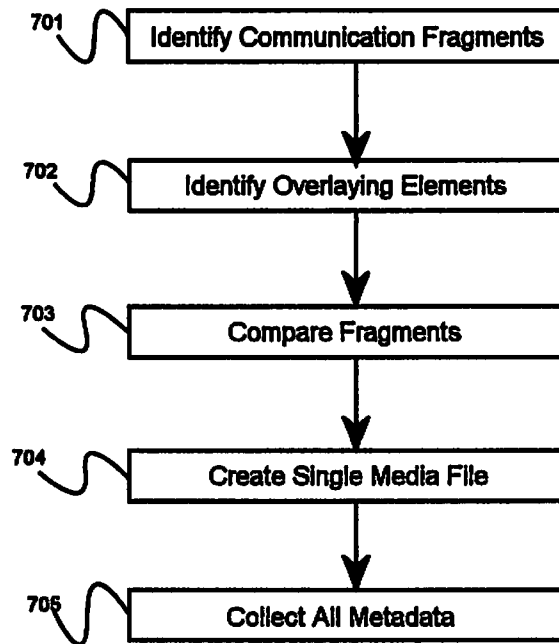 701
Identify Communication Fragments
702
Identify Overlaying Elements
703
Compare Fragments
704
Create Single Media File
705
Collect All Metadata